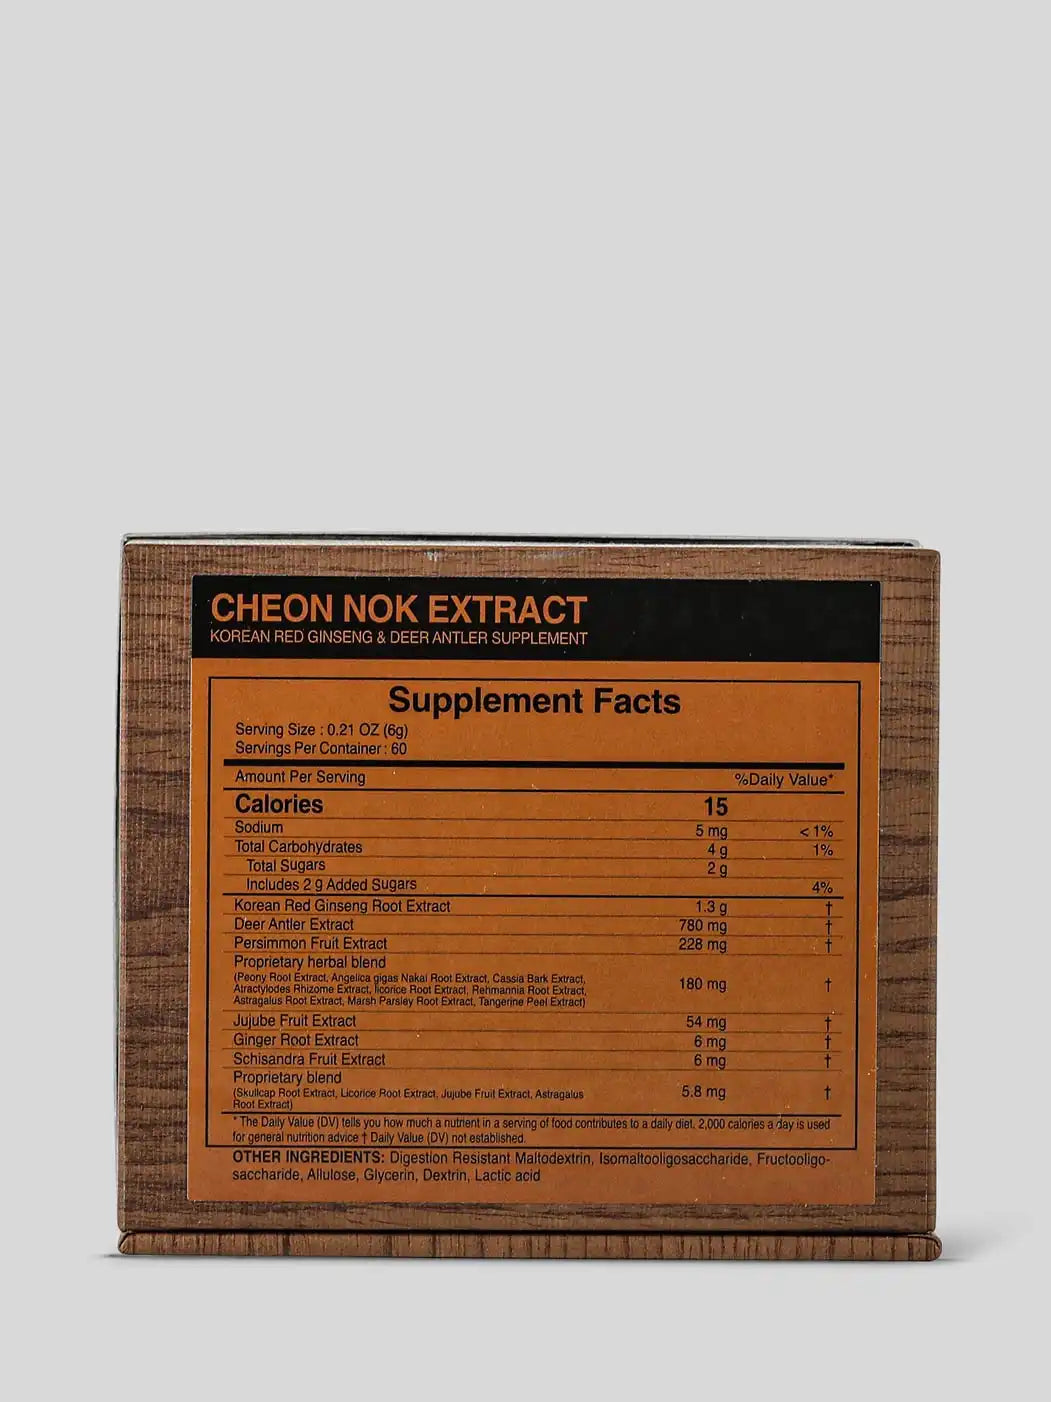 CHEON NOK EXTRACT
KOREAN RED GINSENG & DEER ANTLER SUPPLEMENT
Supplement Facts
Serving Size : 0.21 OZ (6g)
Servings Per Container : 60
Amount Per Serving %Daily Value*
Calories 15
Sodium 5 mg < 1%
Total Carbohydrates 4 g 1%
Total Sugars 2 g
Includes 2 g Added Sugars 4%
Korean Red Ginseng Root Extract 1.3 g †
Deer Antler Extract 780 mg †
Persimmon Fruit Extract 228 mg †
Proprietary herbal blend
(Peony Root Extract, Angelica gigas Nakai Root Extract, Cassia Bark Extract,
Atractylodes Rhizome Extract, licorice Root Extract, Rehmannia Root Extract,
Astragalus Root Extract, Marsh Parsley Root Extract, Tangerine Peel Extract)
180 mg †
Jujube Fruit Extract 54 mg †
Ginger Root Extract 6 mg †
Schisandra Fruit Extract 6 mg †
Proprietary blend
(Skullcap Root Extract, Licorice Root Extract, Jujube Fruit Extract, Astragalus
Root Extract)
5.8 mg †
* The Daily Value (DV) tells you how much a nutrient in a serving of food contributes to a daily diet. 2,000 calories a day is used
for general nutrition advice † Daily Value (DV) not established.
OTHER INGREDIENTS: Digestion Resistant Maltodextrin, Isomaltooligosaccharide, Fructooligo-
saccharide, Allulose, Glycerin, Dextrin, Lactic acid